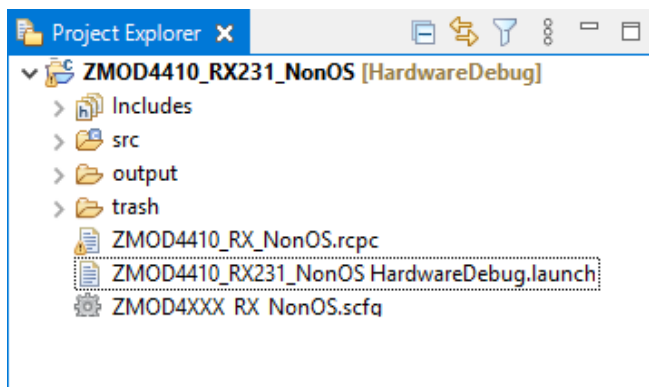 Project Explorer
ZMOD4410_RX231_NonOS [HardwareDebug]
Includes
src
output
trash
ZMOD4410_RX_NonOS.rcpc
ZMOD4410_RX231_NonOS HardwareDebug.launch
ZMOD4XXX_RX_NonOS.scfg